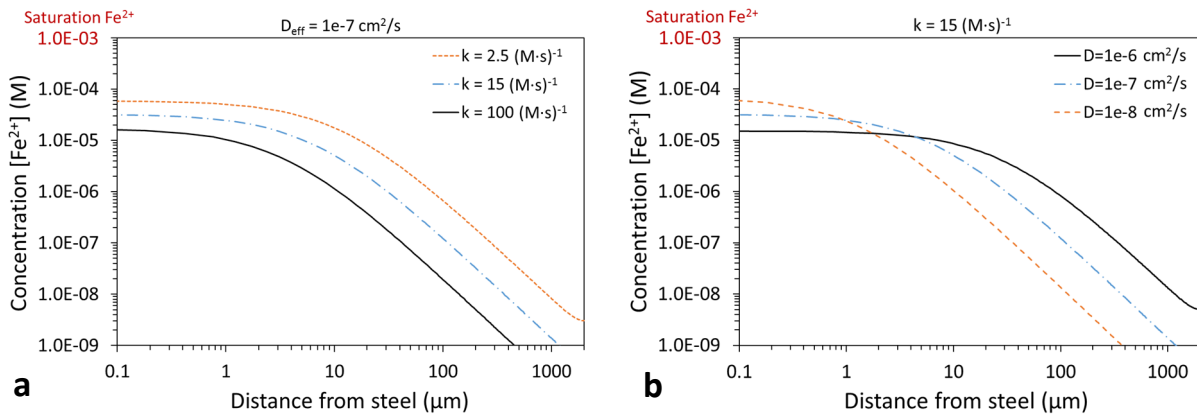 Saturation Fe²⁺
D_eff = 1e-7 cm²/s
1.0E-03
1.0E-04
1.0E-05
1.0E-06
1.0E-07
1.0E-08
1.0E-09
Concentration [Fe²⁺] (M)
k = 2.5 (M·s)⁻¹
k = 15 (M·s)⁻¹
k = 100 (M·s)⁻¹
0.1 1 10 100 1000
Distance from steel (μm)
a
Saturation Fe²⁺
k = 15 (M·s)⁻¹
1.0E-03
1.0E-04
1.0E-05
1.0E-06
1.0E-07
1.0E-08
1.0E-09
Concentration [Fe²⁺] (M)
D=1e-6 cm²/s
D=1e-7 cm²/s
D=1e-8 cm²/s
0.1 1 10 100 1000
Distance from steel (μm)
b